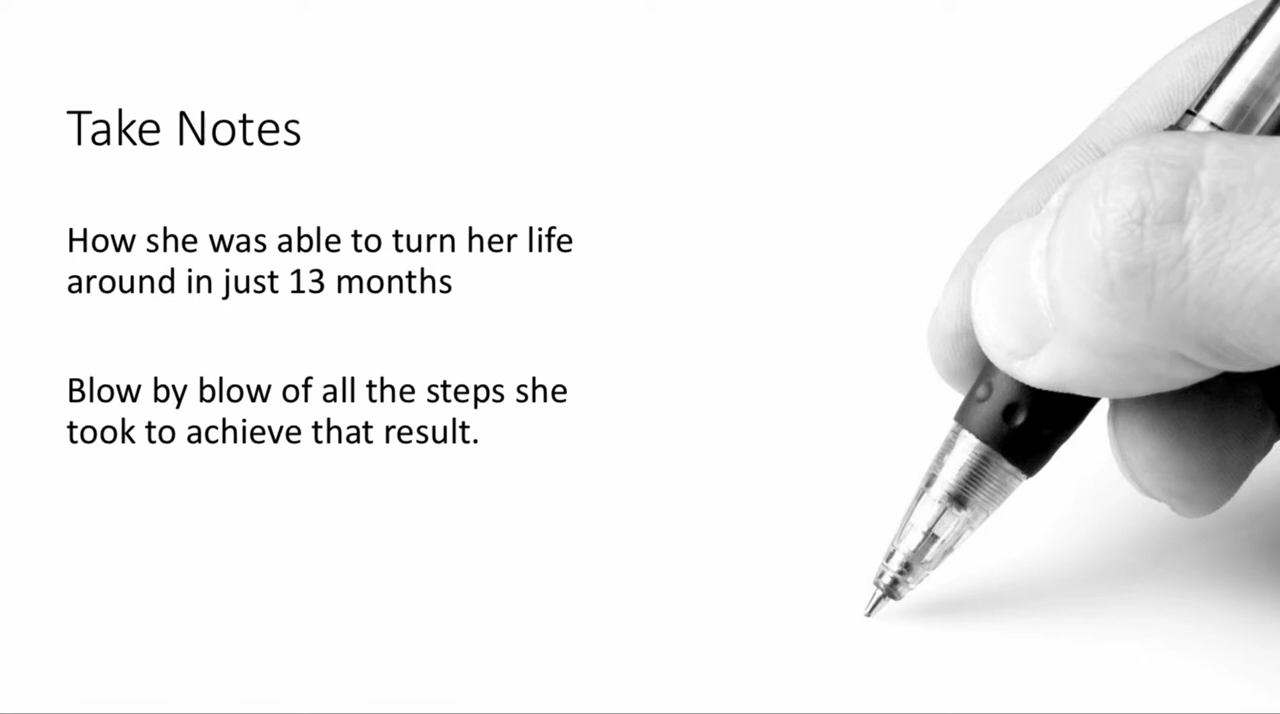 Take Notes
How she was able to turn her life
around in just 13 months
Blow by blow of all the steps she
took to achieve that result.